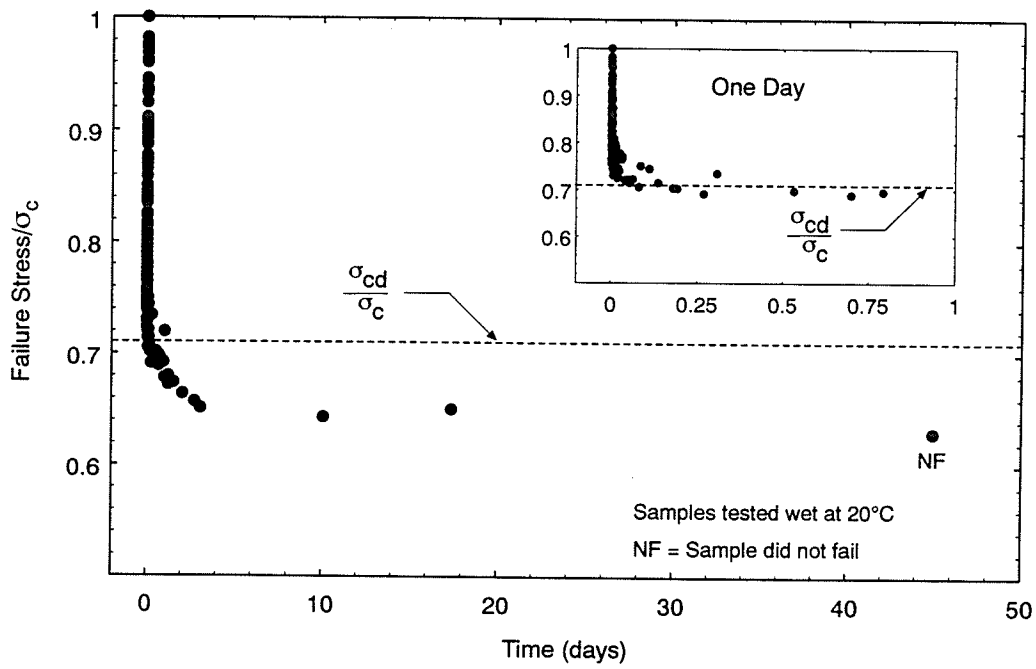 1
0.9
0.8
0.7
0.6
Failure Stress/σc
0 10 20 30 40 50
Time (days)
σcd
σc
NF
Samples tested wet at 20°C
NF = Sample did not fail
One Day
1
0.9
0.8
0.7
0.6
σcd
σc
0 0.25 0.5 0.75 1